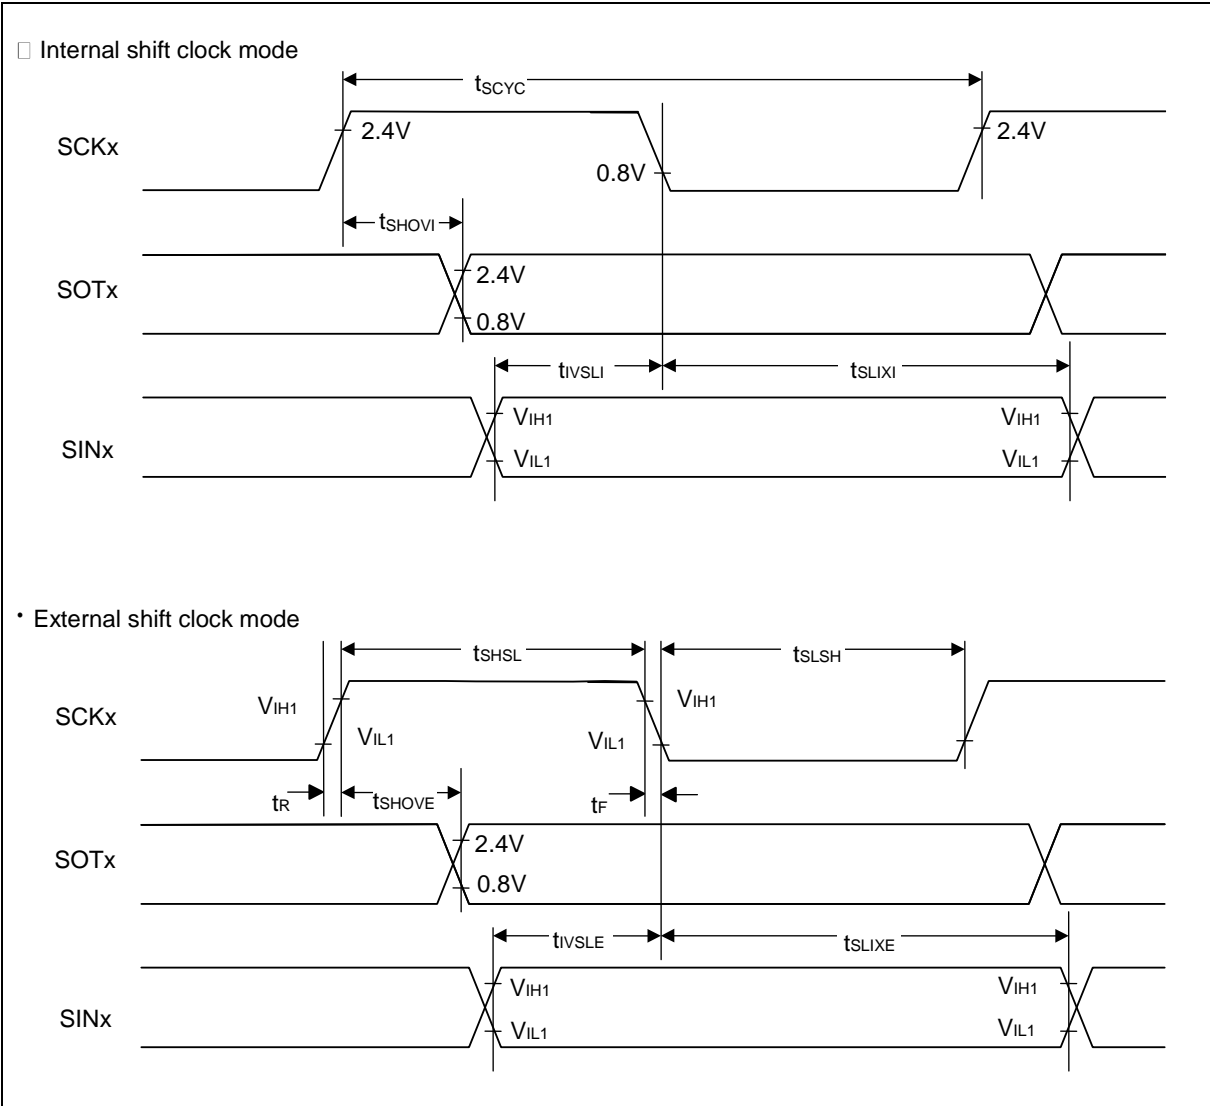 □ Internal shift clock mode
tSCYC
SCKx
2.4V
0.8V
2.4V
tSHOVI
SOTx
2.4V
0.8V
tIVSLI
tSLIXI
SINx
VIH1
VIH1
VIL1
VIL1
• External shift clock mode
tSHSL
tSLSH
SCKx
VIH1
VIH1
VIL1
VIL1
tR
tSHOVE
tF
SOTx
2.4V
0.8V
tIVSLE
tSLIXE
SINx
VIH1
VIH1
VIL1
VIL1